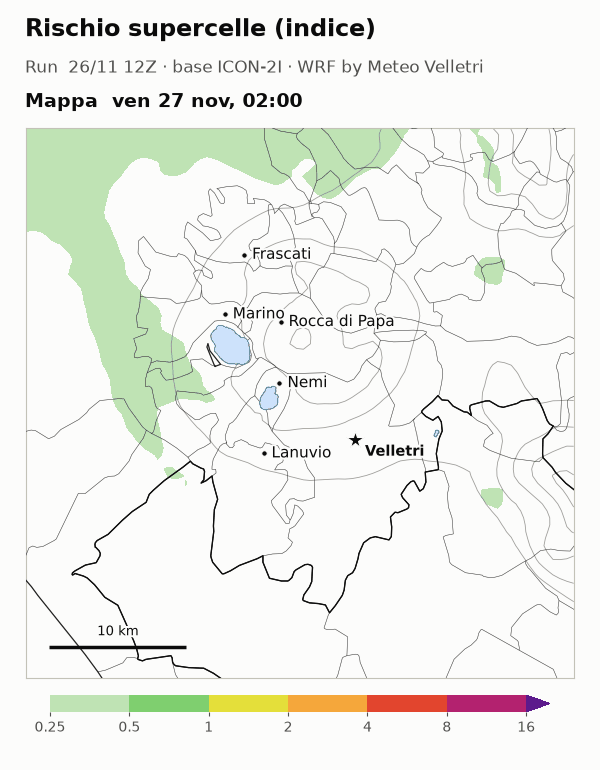 Rischio supercelle (indice)
Run  26/11 12Z · base ICON-2I · WRF by Meteo Velletri
Mappa  ven 27 nov, 02:00
Frascati
Marino
Rocca di Papa
Nemi
Velletri
Lanuvio
10 km
0.25 0.5 1 2 4 8 16